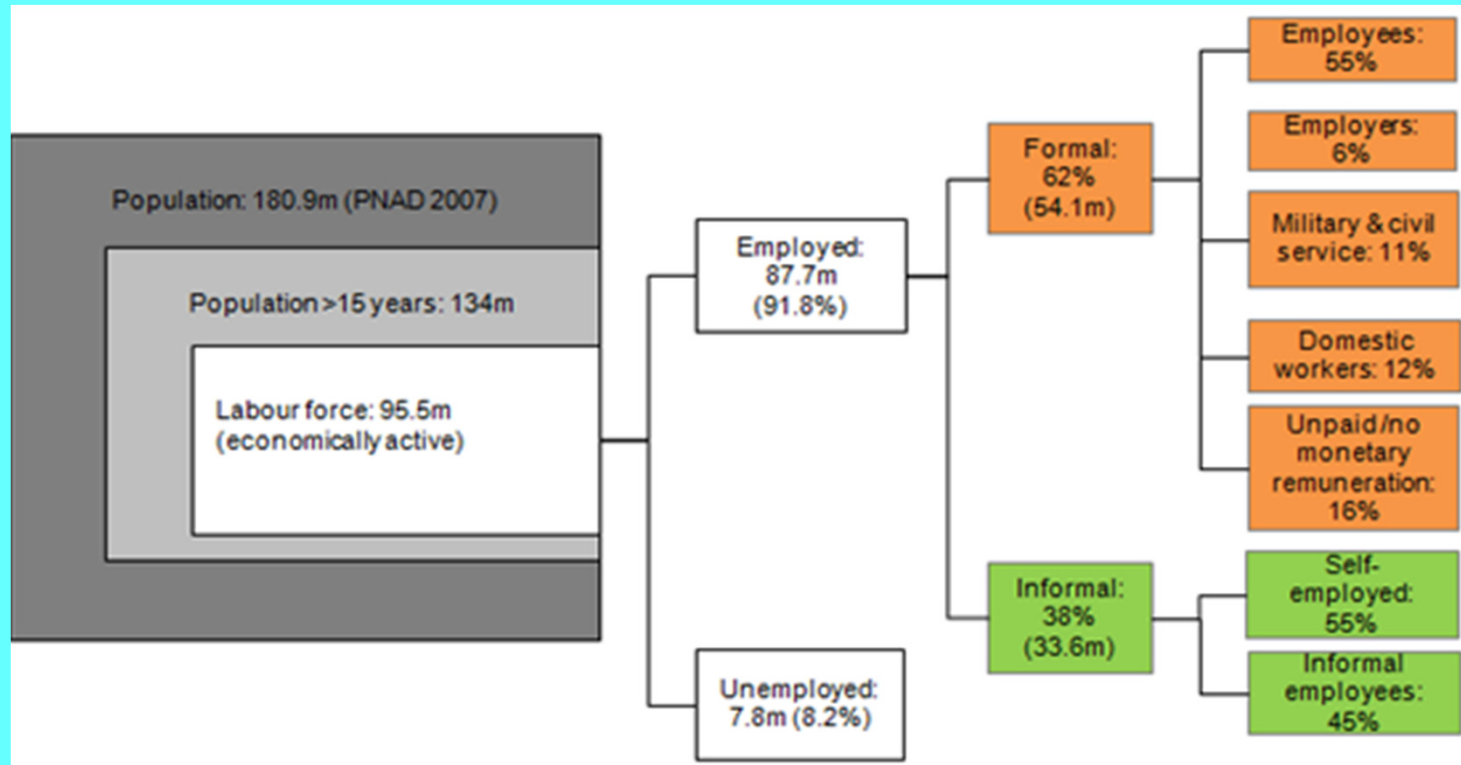 Population: 180.9m (PNAD 2007)
Population >15 years: 134m
Labour force: 95.5m
(economically active)
Employed:
87.7m
(91.8%)
Unemployed:
7.8m (8.2%)
Formal:
62%
(54.1m)
Informal:
38%
(33.6m)
Employees:
55%
Employers:
6%
Military & civil
service: 11%
Domestic
workers: 12%
Unpaid /no
monetary
remuneration:
16%
Self-
employed:
55%
Informal
employees:
45%